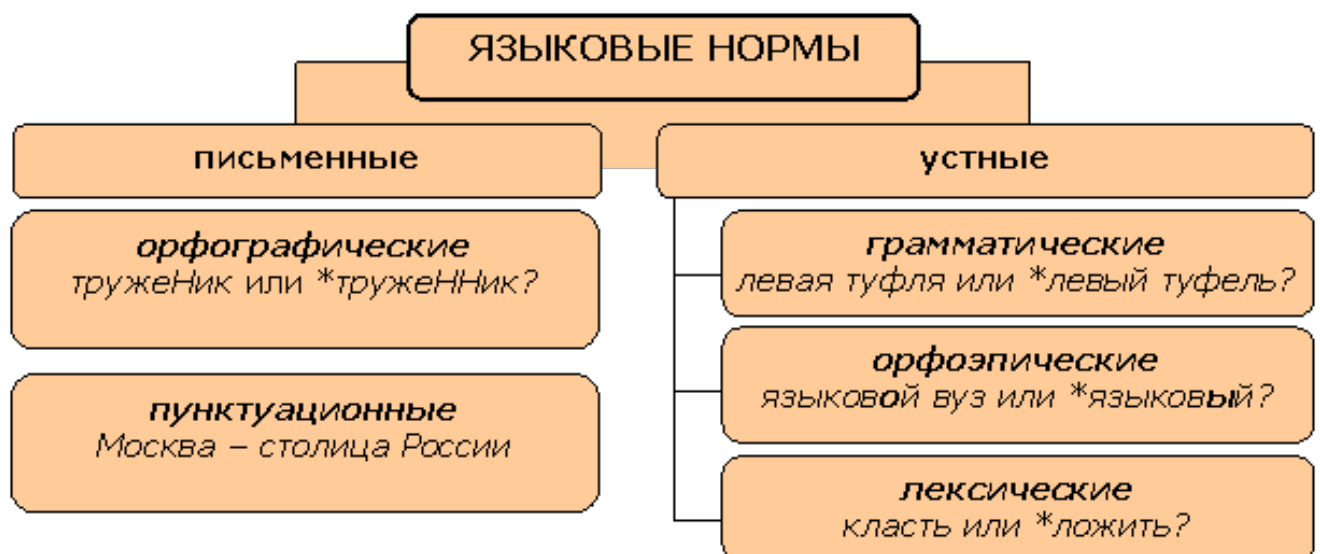 ЯЗЫКОВЫЕ НОРМЫ
письменные
орфографические
тружеНик или *тружеННик?
пунктуационные
Москва – столица России
устные
грамматические
левая туфля или *левый туфель?
орфоэпические
языковой вуз или *языковый?
лексические
класть или *ложить?